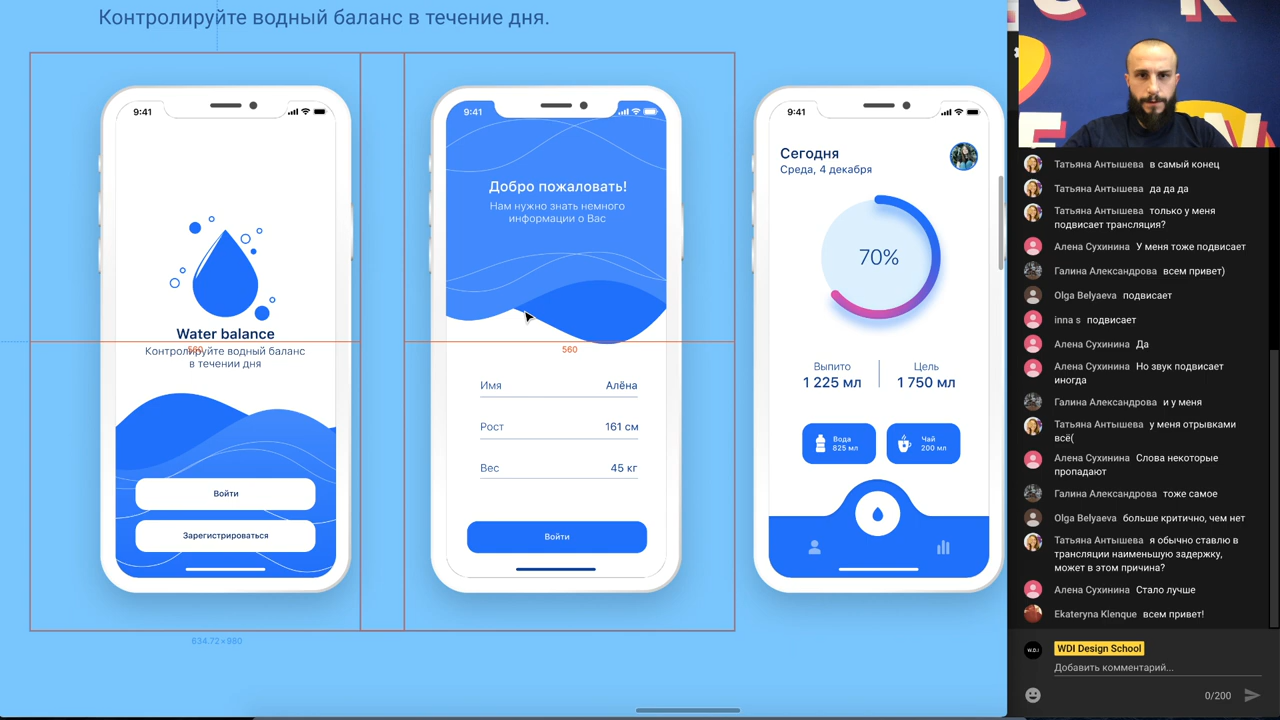 Контролируйте водный баланс в течение дня.
9:41
Water balance
Контролируйте водный баланс
в течении дня
Войти
Зарегистрироваться
634.72 × 980
9:41
Добро пожаловать!
Нам нужно знать немного
информации о Вас
560
Имя
Алёна
Рост
161 см
Вес
45 кг
Войти
9:41
Сегодня
Среда, 4 декабря
70%
Выпито
1 225 мл
Цель
1 750 мл
Вода
825 мл
Чай
200 мл
Татьяна Антышева в самый конец
Татьяна Антышева да да да
Татьяна Антышева только у меня
подвисает трансляция?
Алена Сухинина У меня тоже подвисает
Галина Александрова всем привет)
Olga Belyaeva подвисает
inna s подвисает
Алена Сухинина Да
Алена Сухинина Но звук подвисает
иногда
Галина Александрова и у меня
Татьяна Антышева у меня отрывками
всё(
Алена Сухинина Слова некоторые
пропадают
Галина Александрова тоже самое
Olga Belyaeva больше критично, чем нет
Татьяна Антышева я обычно ставлю в
трансляции наименьшую задержку,
может в этом причина?
Алена Сухинина Стало лучше
Ekateryna Klenque всем привет!
W.D.I
WDI Design School
Добавить комментарий...
0/200